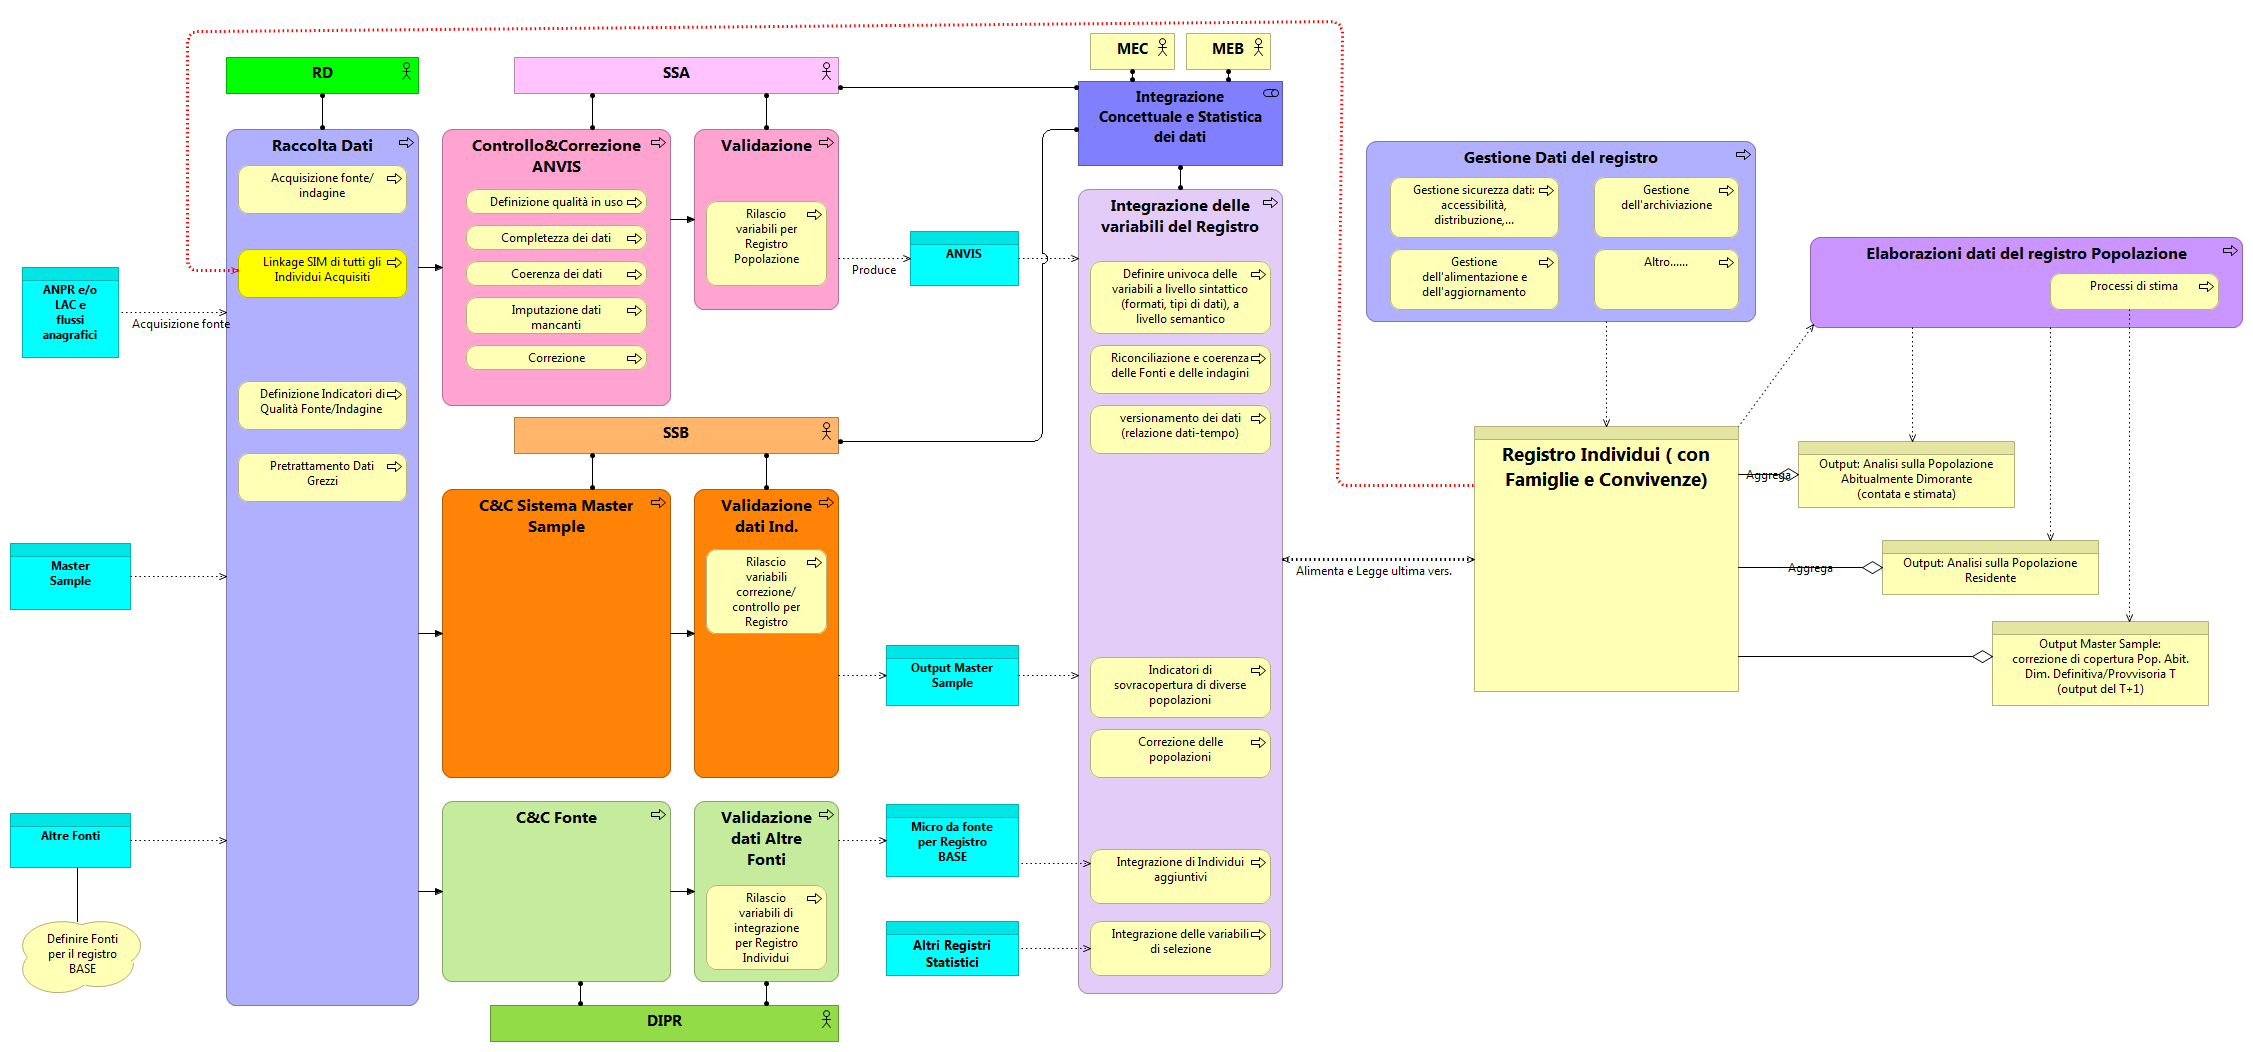 MEC
MEB
RD
SSA
Integrazione
Concettuale e Statistica
dei dati
Raccolta Dati
Acquisizione fonte/
indagine
Linkage SIM di tutti gli
Individui Acquisiti
Definizione Indicatori di
Qualità Fonte/Indagine
Pretrattamento Dati
Grezzi
Controllo&Correzione
ANVIS
Definizione qualità in uso
Completezza dei dati
Coerenza dei dati
Imputazione dati
mancanti
Correzione
Validazione
Rilascio
variabili per
Registro
Popolazione
Produce
ANVIS
ANPR e/o
LAC e
flussi
anagrafici
Acquisizione fonte
Integrazione delle
variabili del Registro
Definire univoca delle
variabili a livello sintattico
(formati, tipi di dati), a
livello semantico
Riconciliazione e coerenza
delle Fonti e delle indagini
versionamento dei dati
(relazione dati-tempo)
Indicatori di
sovracopertura di diverse
popolazioni
Correzione delle
popolazioni
Integrazione di Individui
aggiuntivi
Integrazione delle variabili
di selezione
Gestione Dati del registro
Gestione sicurezza dati:
accessibilità,
distribuzione,...
Gestione
dell'archiviazione
Gestione
dell'alimentazione e
dell'aggiornamento
Altro......
Elaborazioni dati del registro Popolazione
Processi di stima
SSB
C&C Sistema Master
Sample
Validazione
dati Ind.
Rilascio
variabili
correzione/
controllo per
Registro
Master
Sample
Output Master
Sample
Alimenta e Legge ultima vers.
Registro Individui ( con
Famiglie e Convivenze)
Aggrega
Output: Analisi sulla Popolazione
Abitualmente Dimorante
(contata e stimata)
Aggrega
Output: Analisi sulla Popolazione
Residente
Output Master Sample:
correzione di copertura Pop. Abit.
Dim. Definitiva/Provvisoria T
(output del T+1)
Altre Fonti
Definire Fonti
per il registro
BASE
C&C Fonte
Validazione
dati Altre
Fonti
Rilascio
variabili di
integrazione
per Registro
Individui
Micro da fonte
per Registro
BASE
Altri Registri
Statistici
DIPR